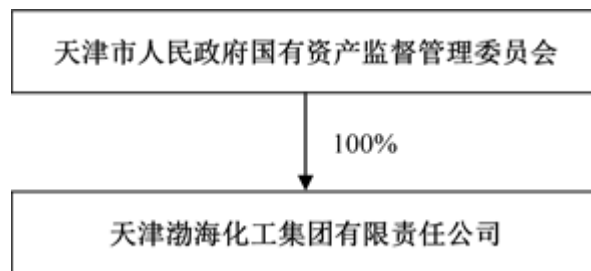 天津市人民政府国有资产监督管理委员会
100%
天津渤海化工集团有限责任公司